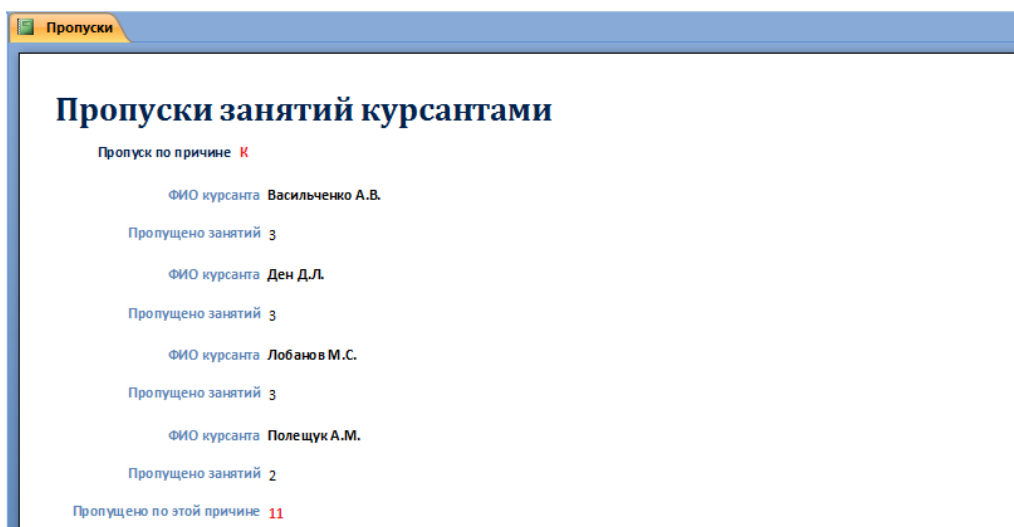 Пропуски
Пропуски занятий курсантами
Пропуск по причине К
ФИО курсанта Васильченко А.В.
Пропущено занятий 3
ФИО курсанта Ден Д.Л.
Пропущено занятий 3
ФИО курсанта Лобанов М.С.
Пропущено занятий 3
ФИО курсанта Полещук А.М.
Пропущено занятий 2
Пропущено по этой причине 11